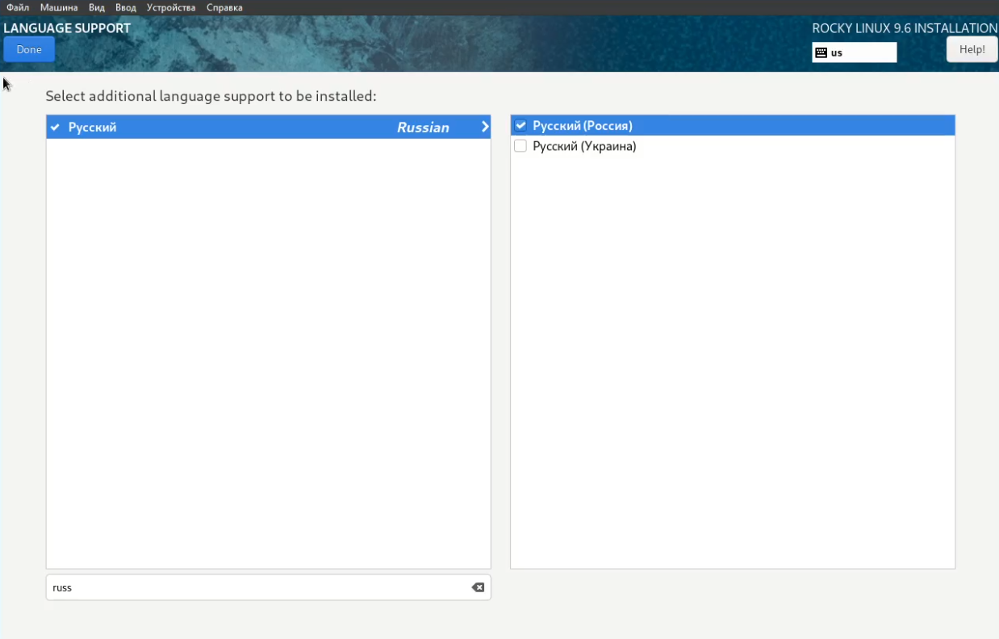 Файл Машина Вид Ввод Устройства Справка
LANGUAGE SUPPORT
ROCKY LINUX 9.6 INSTALLATION
Done
us
Help!
Select additional language support to be installed:
Русский Russian
Русский (Россия)
Русский (Украина)
russ